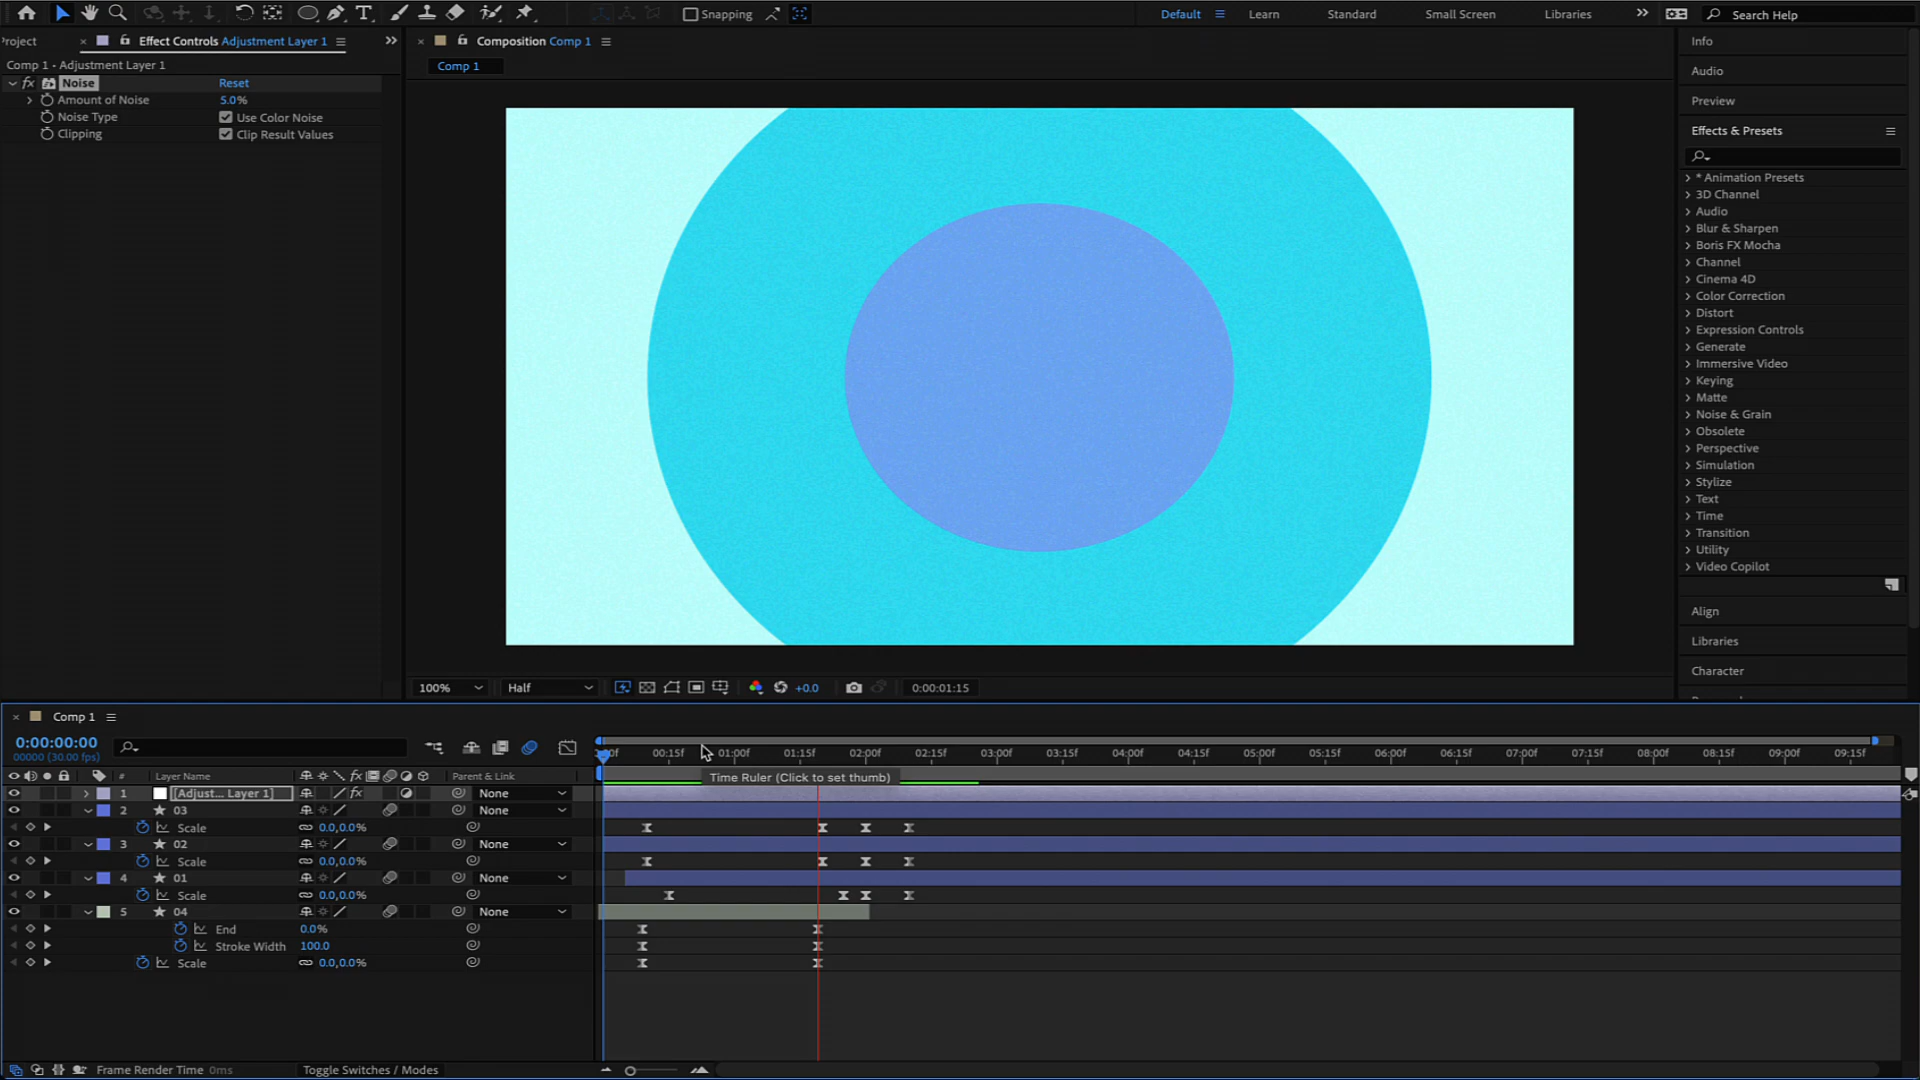 Snapping
Default
Learn
Standard
Small Screen
Libraries
Search Help
roject
Effect Controls Adjustment Layer 1
Comp 1 - Adjustment Layer 1
fx Noise Reset
Amount of Noise 5.0%
Noise Type Use Color Noise
Clipping Clip Result Values
Composition Comp 1
Comp 1
Info
Audio
Preview
Effects & Presets
* Animation Presets
3D Channel
Audio
Blur & Sharpen
Boris FX Mocha
Channel
Cinema 4D
Color Correction
Distort
Expression Controls
Generate
Immersive Video
Keying
Matte
Noise & Grain
Obsolete
Perspective
Simulation
Stylize
Text
Time
Transition
Utility
Video Copilot
Align
Libraries
Character
100% Half +0.0 0:00:01:15
Comp 1
0:00:00:00
00000 (30.00 fps)
00f 00:15f 01:00f 01:15f 02:00f 02:15f 03:00f 03:15f 04:00f 04:15f 05:00f 05:15f 06:00f 06:15f 07:00f 07:15f 08:00f 08:15f 09:00f 09:15f
Time Ruler (Click to set thumb)
# Layer Name fx Parent & Link
1 [Adjust... Layer 1] fx None
2 03 None
Scale 0.0,0.0%
3 02 None
Scale 0.0,0.0%
4 01 None
Scale 0.0,0.0%
5 04 None
End 0.0%
Stroke Width 100.0
Scale 0.0,0.0%
Frame Render Time 0ms
Toggle Switches / Modes